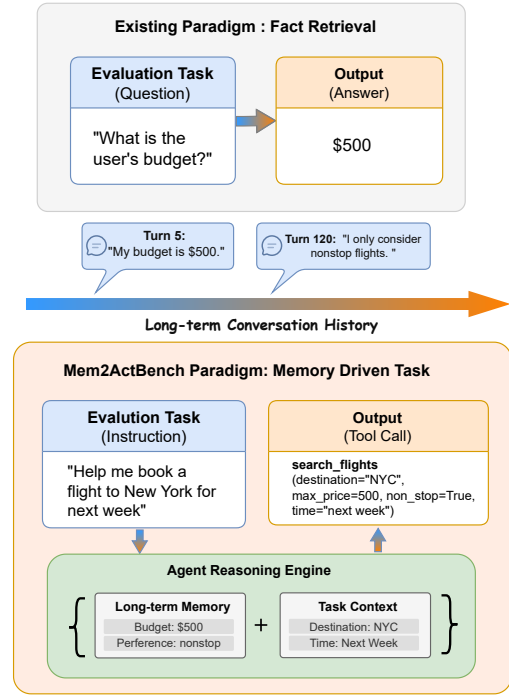 Existing Paradigm : Fact Retrieval
Evaluation Task
(Question)
"What is the
user's budget?"
Output
(Answer)
$500
Turn 5:
"My budget is $500."
Turn 120: "I only consider
nonstop flights. "
Long-term Conversation History
Mem2ActBench Paradigm: Memory Driven Task
Evalution Task
(Instruction)
"Help me book a
flight to New York for
next week"
Output
(Tool Call)
search_flights
(destination="NYC",
max_price=500, non_stop=True,
time="next week")
Agent Reasoning Engine
{
Long-term Memory
Budget: $500
Perference: nonstop
+
Task Context
Destination: NYC
Time: Next Week
}